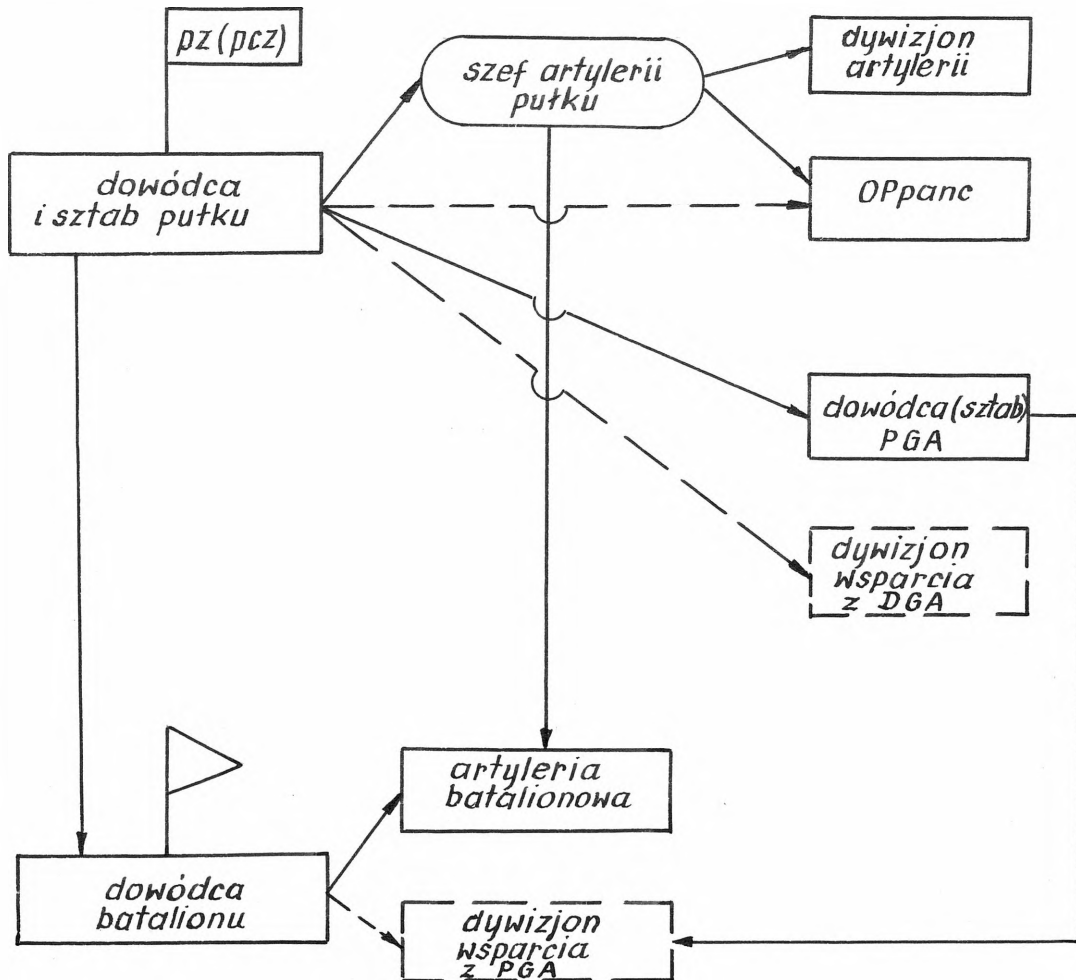 pz (pcz)
szef artylerii
pułku
dywizjon
artylerii
dowódca
i sztab pułku
OPpanc
dowódca (sztab)
PGA
dywizjon
wsparcia
z DGA
artyleria
batalionowa
dowódca
batalionu
dywizjon
wsparcia
z PGA